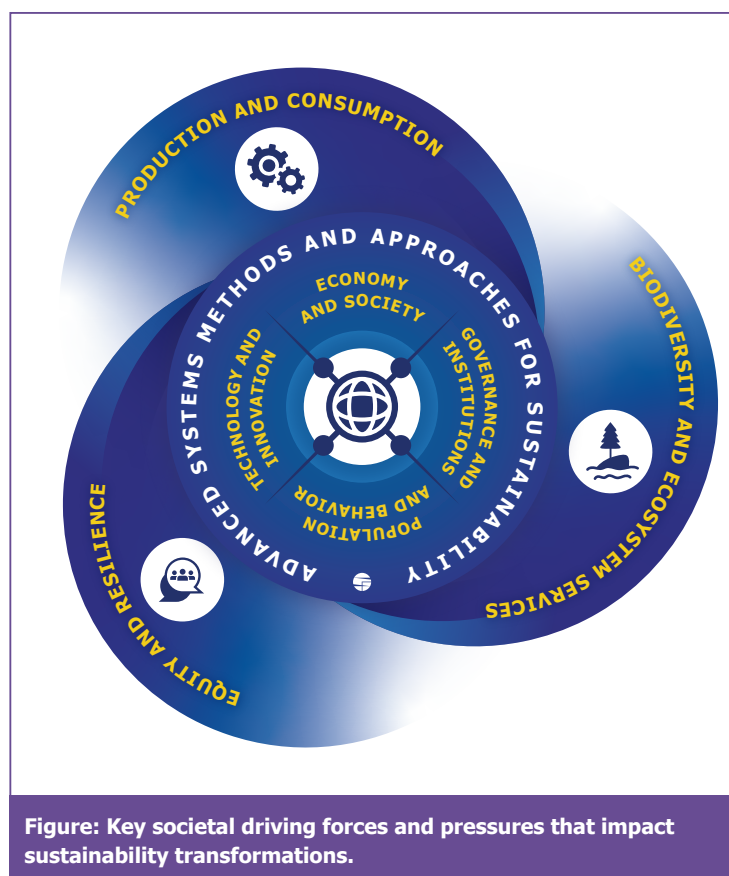 PRODUCTION AND CONSUMPTION
BIODIVERSITY AND ECOSYSTEM SERVICES
EQUITY AND RESILIENCE
ADVANCED SYSTEMS METHODS AND APPROACHES FOR SUSTAINABILITY
ECONOMY
AND SOCIETY
GOVERNANCE AND
INSTITUTIONS
POPULATION
AND BEHAVIOR
TECHNOLOGY AND
INNOVATION
Figure: Key societal driving forces and pressures that impact
sustainability transformations.